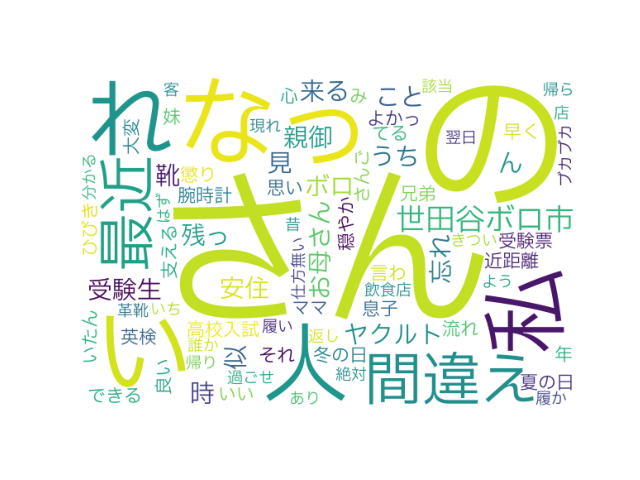 さん
の
なっ
い
れ
人
私
最近
間違え
世田谷ボロ市
親御
来る
こと
うち
見
靴
ボロ
お母さん
残っ
受験生
安住
忘れ
ヤクルト
似
時
客
妹
大変
心
み
現れ
よかっ
てる
該当
帰ら
店
翌日
早く
ん
プカプカ
分かる
懲り
腕時計
思い
さんご
兄弟
ひびき
はず
支える
昔
穏やか
仕方無い
言わ
きつい
受験票
近距離
よう
いたん
革靴
いち
英検
高校入試
履い
ママ
飲食店
息子
流れ
年
誰か
返し
帰り
それ
冬の日
絶対
夏の日
履か
できる
良い
過ごせ
いい
あり